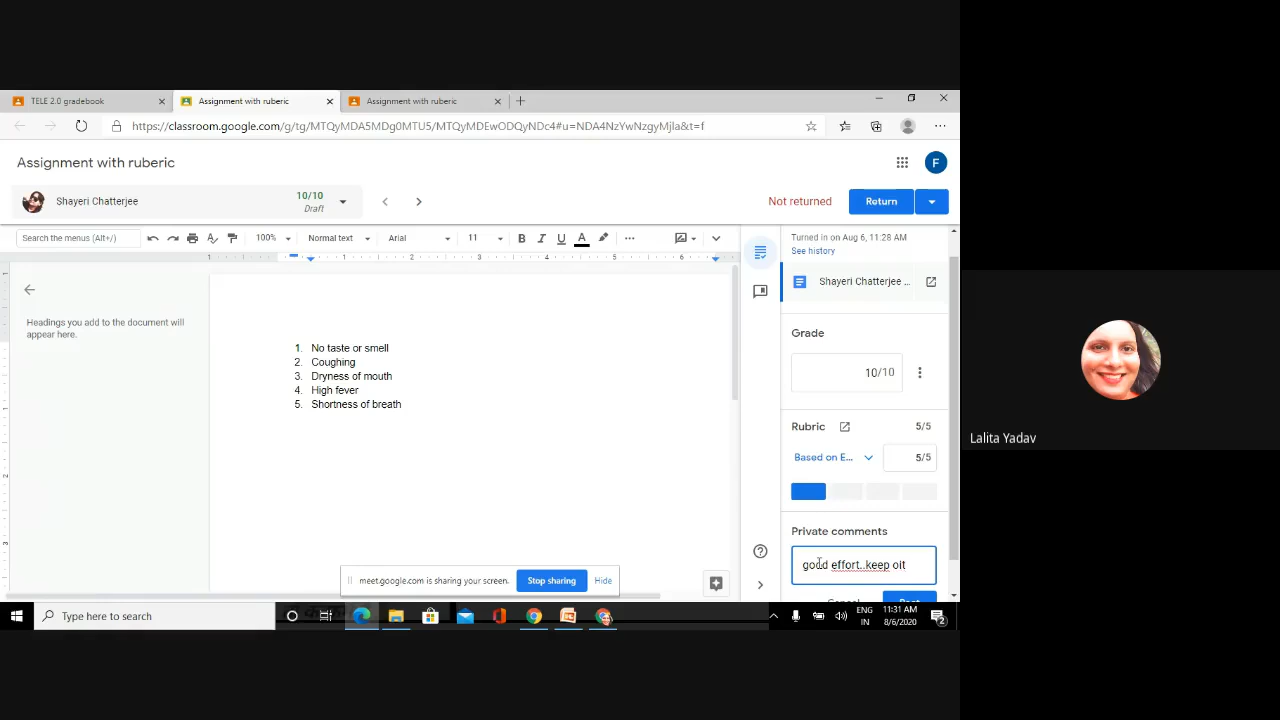 TELE 2.0 gradebook
Assignment with ruberic
Assignment with ruberic
https://classroom.google.com/g/tg/MTQyMDA5MDg0MTU5/MTQyMDEwODQyNDc4#u=NDA4NzYwNzgyMjla&t=f
Assignment with ruberic
F
Shayeri Chatterjee
10/10
Draft
Not returned
Return
Search the menus (Alt+/)
100%
Normal text
Arial
11
B I U A
Turned in on Aug 6, 11:28 AM
See history
Shayeri Chatterjee ...
Headings you add to the document will
appear here.
1. No taste or smell
2. Coughing
3. Dryness of mouth
4. High fever
5. Shortness of breath
Grade
10/10
Rubric
5/5
Based on E...
5/5
Private comments
good effort..keep oit
Cancel
Post
meet.google.com is sharing your screen.
Stop sharing
Hide
Type here to search
ENG
IN
11:31 AM
8/6/2020
2
Lalita Yadav